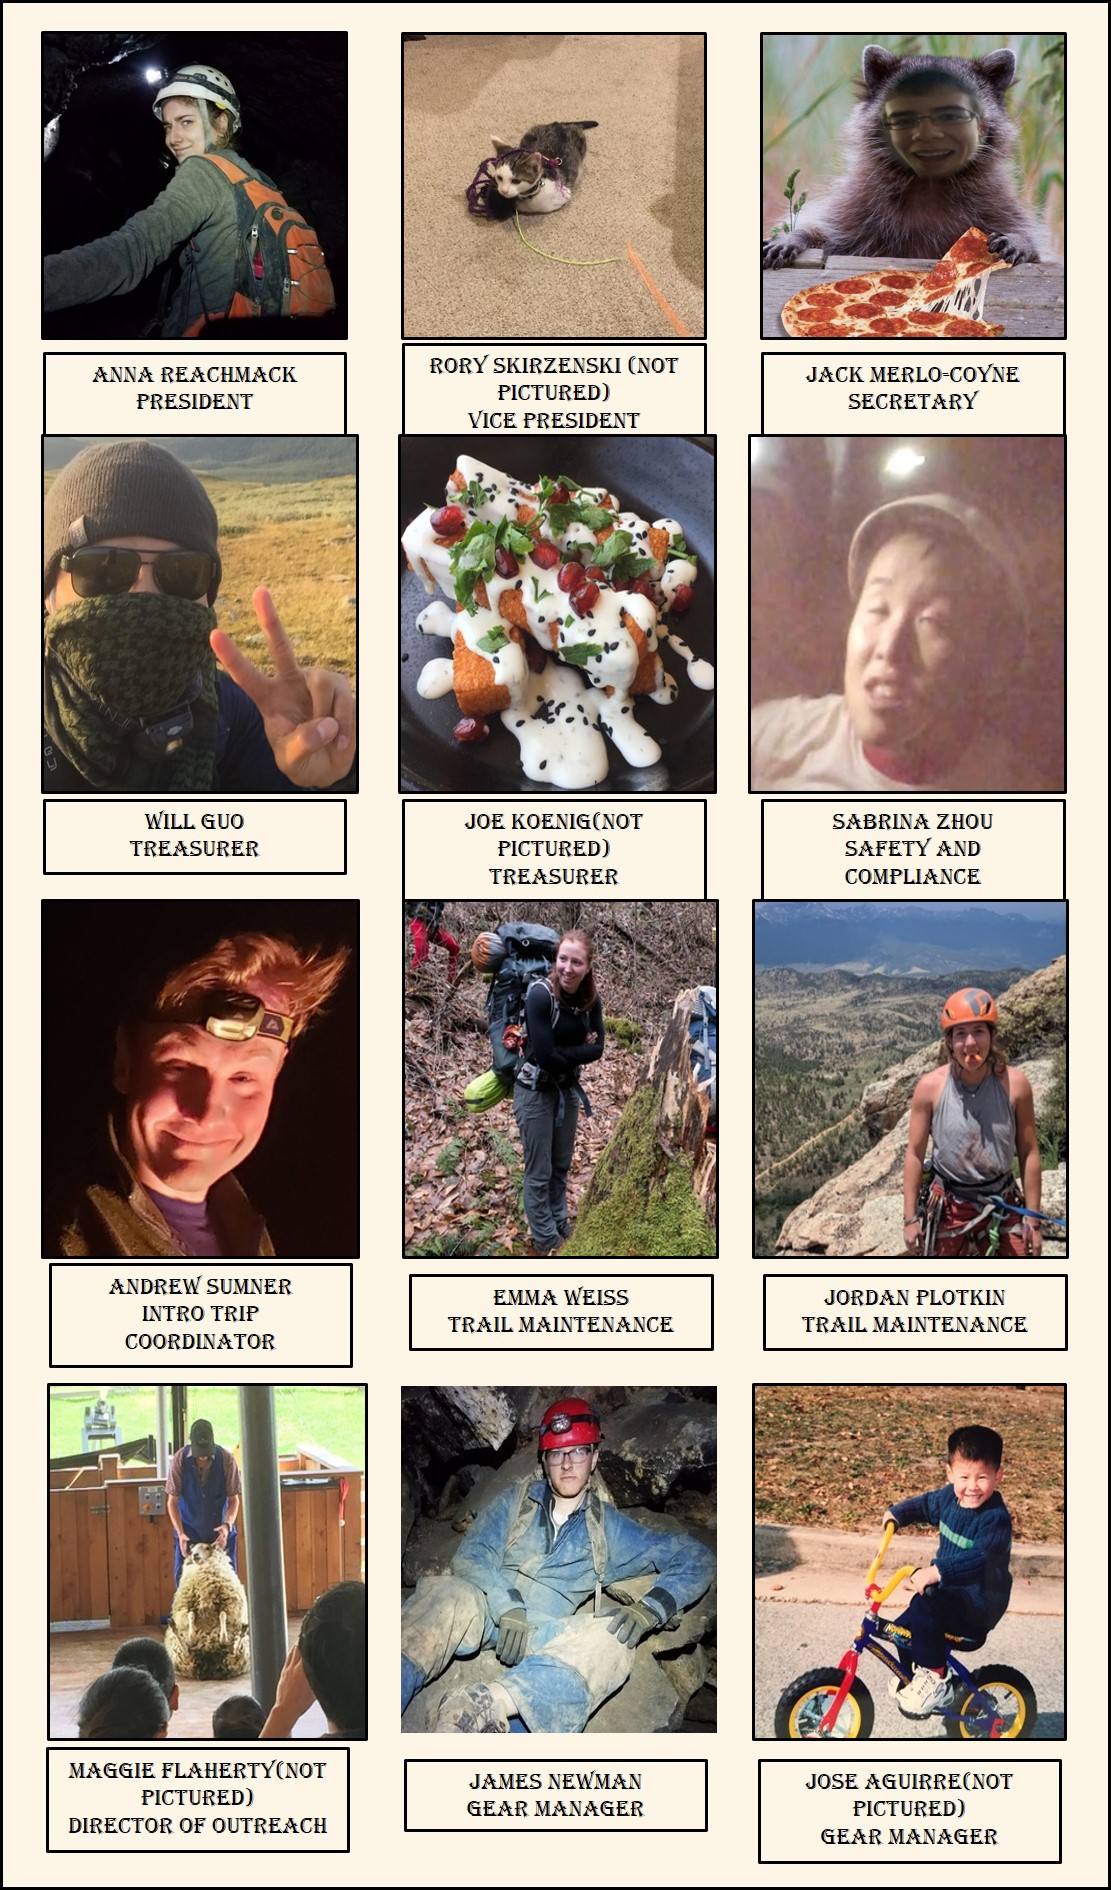 ANNA REACHMACK
PRESIDENT
RORY SKIRZENSKI (NOT
PICTURED)
VICE PRESIDENT
JACK MERLO-COYNE
SECRETARY
WILL GUO
TREASURER
JOE KOENIG(NOT
PICTURED)
TREASURER
SABRINA ZHOU
SAFETY AND
COMPLIANCE
ANDREW SUMNER
INTRO TRIP
COORDINATOR
EMMA WEISS
TRAIL MAINTENANCE
JORDAN PLOTKIN
TRAIL MAINTENANCE
MAGGIE FLAHERTY(NOT
PICTURED)
DIRECTOR OF OUTREACH
JAMES NEWMAN
GEAR MANAGER
JOSE AGUIRRE(NOT
PICTURED)
GEAR MANAGER